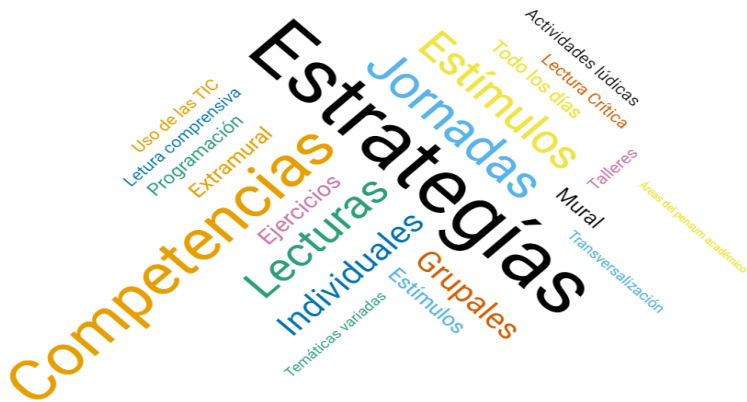 Estrategías
Competencias
Jornadas
Estímulos
Lecturas
Individuales
Grupales
Estímulos
Extramural
Ejercicios
Mural
Talleres
Todo los días
Lectura Crítica
Actividades lúdicas
Uso de las TIC
Letura comprensiva
Programación
Temáticas variadas
Transversalización
Áreas del pensum académico